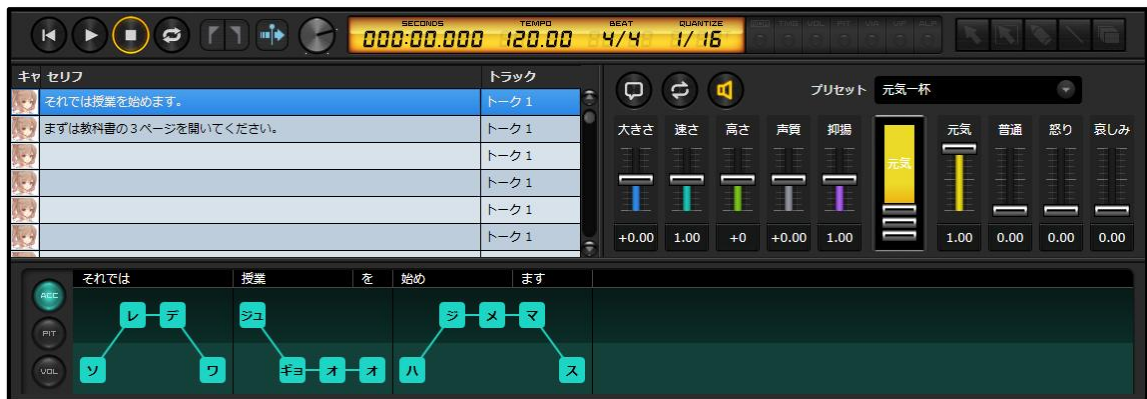 SECONDS TEMPO BEAT QUANTIZE
000:00.000 120.00 4/4 1/16
キャ セリフ トラック
それでは授業を始めます。 トーク1
まずは教科書の3ページを開いてください。 トーク1
トーク1
トーク1
トーク1
トーク1
プリセット 元気一杯
大きさ 速さ 高さ 声質 抑揚 元気 普通 怒り 哀しみ
元気
+0.00 1.00 +0 +0.00 1.00 1.00 0.00 0.00 0.00
それでは 授業 を 始め ます
ACC
レ デ ジュ ジ メ マ
PIT
VOL
ソ ワ ギョ オ オ ハ ス